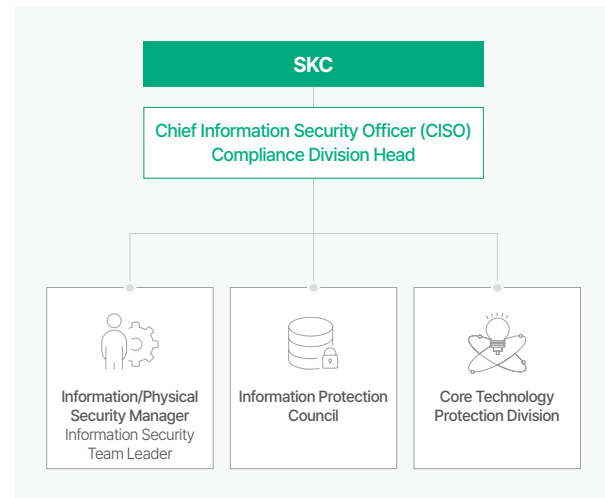 SKC
Chief Information Security Officer (CISO)
Compliance Division Head
Information/Physical
Security Manager
Information Security
Team Leader
Information Protection
Council
Core Technology
Protection Division